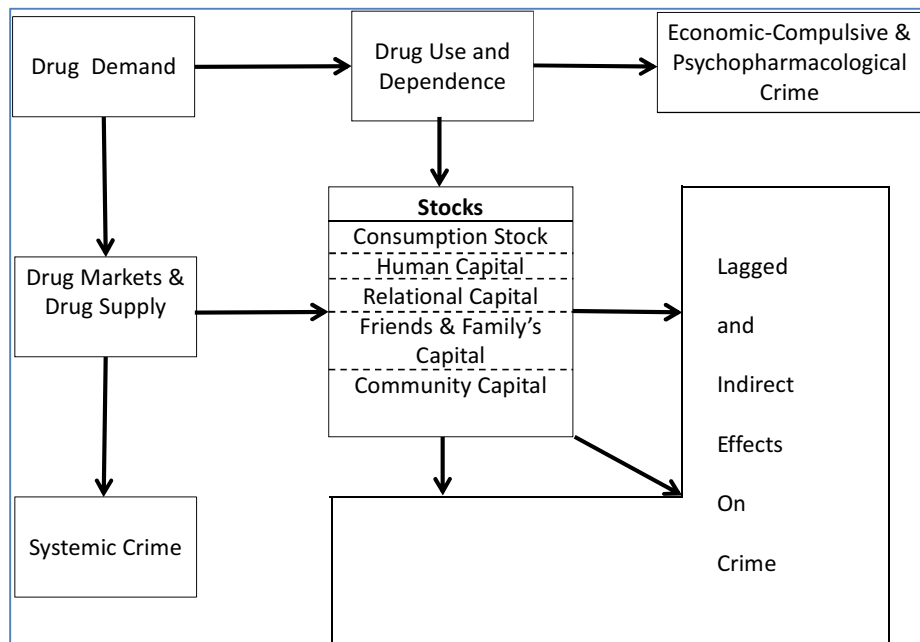 Drug Demand
Drug Use and
Dependence
Economic-Compulsive &
Psychopharmacological
Crime
Stocks
Consumption Stock
Human Capital
Relational Capital
Friends & Family’s
Capital
Community Capital
Drug Markets &
Drug Supply
Lagged
and
Indirect
Effects
On
Crime
Systemic Crime